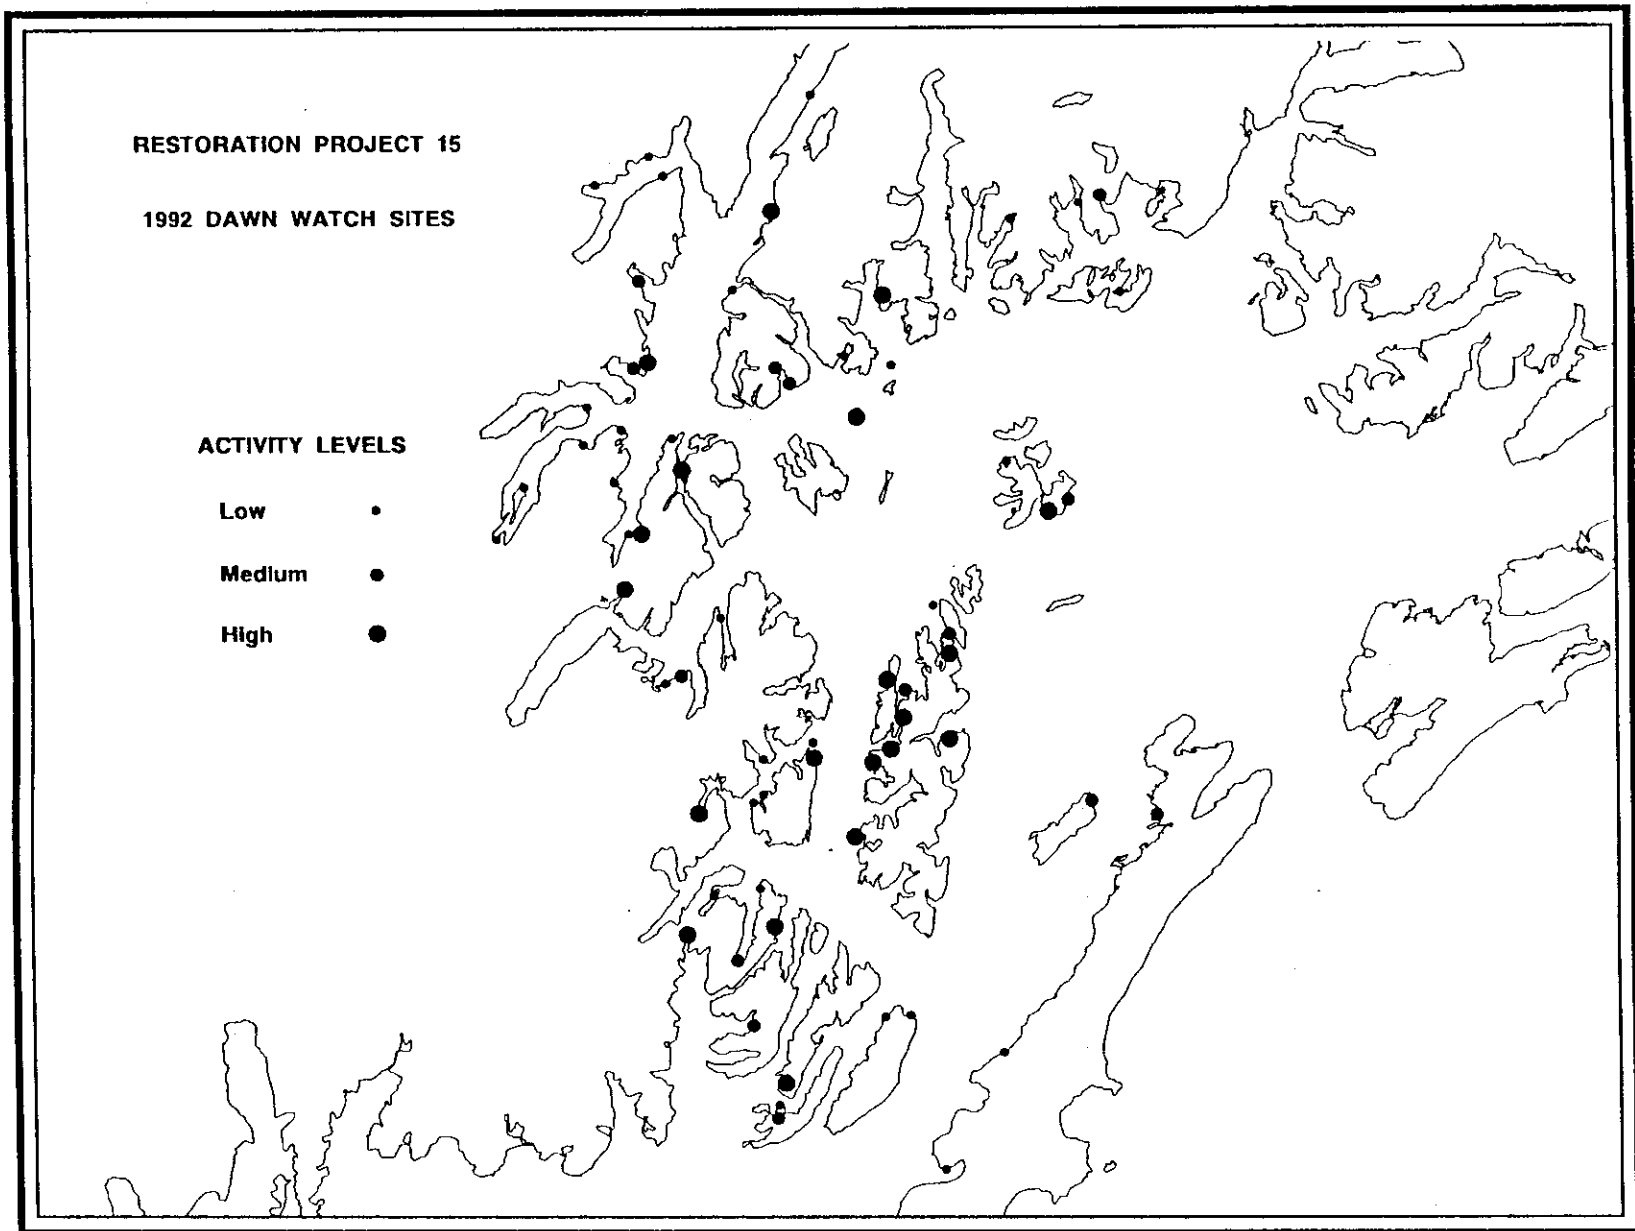 RESTORATION PROJECT 15
1992 DAWN WATCH SITES
ACTIVITY LEVELS
Low
Medium
High